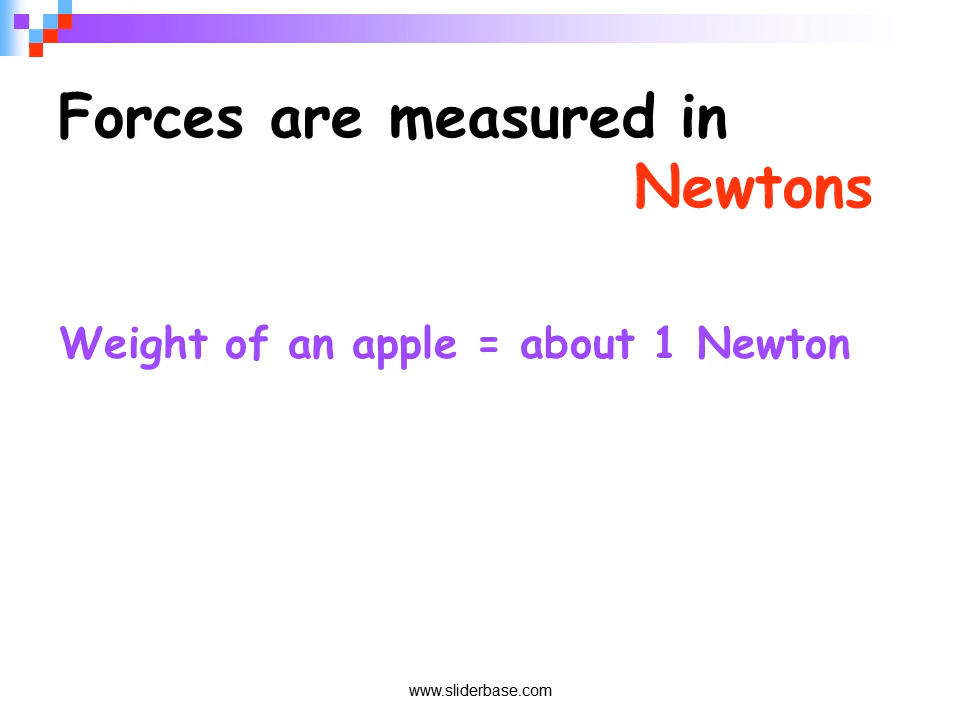 Forces are measured in
Newtons
Weight of an apple = about 1 Newton
www.sliderbase.com